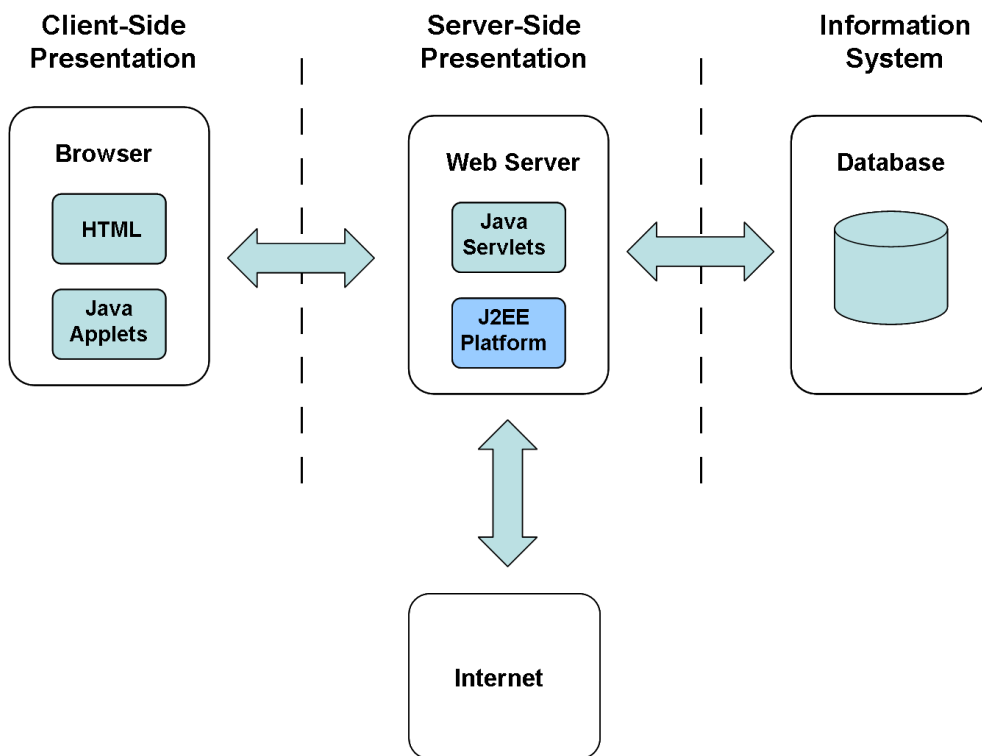 Client-Side
Presentation
Server-Side
Presentation
Information
System
Browser
HTML
Java
Applets
Web Server
Java
Servlets
J2EE
Platform
Database
Internet